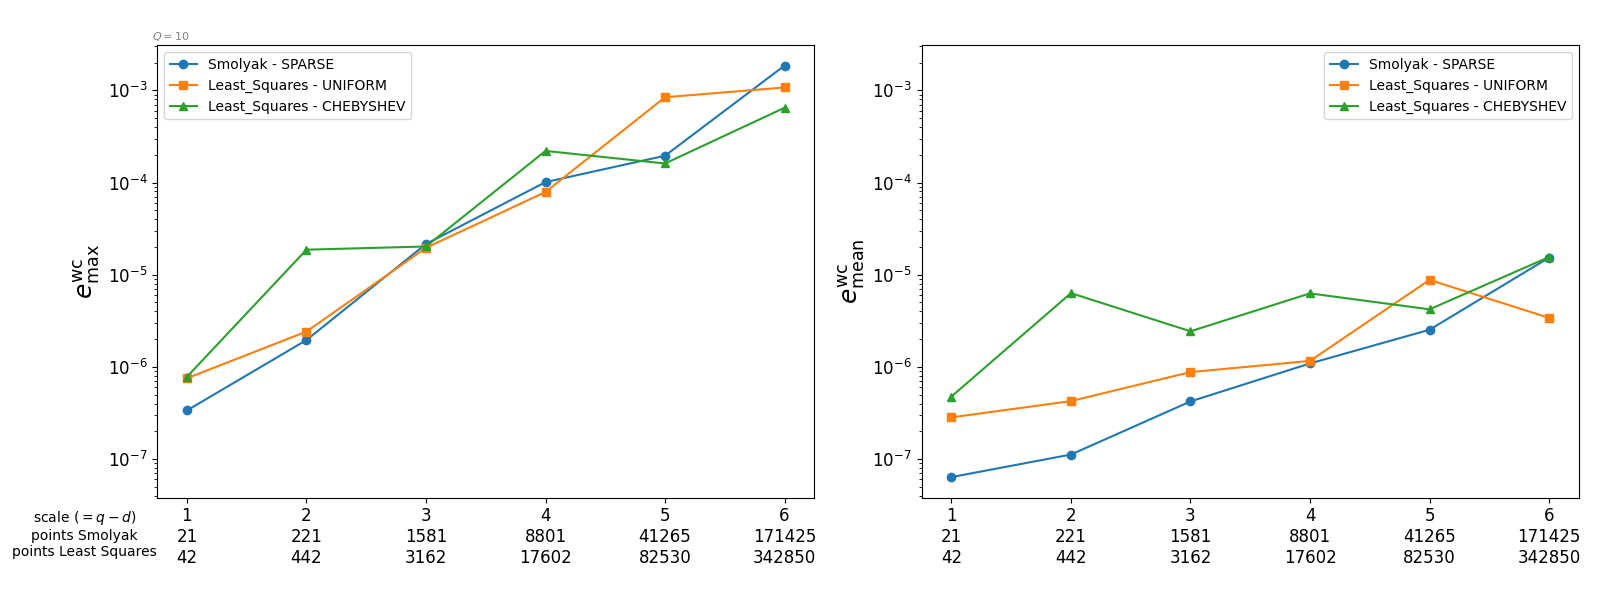 Q = 10
Smolyak - SPARSE
Least_Squares - UNIFORM
Least_Squares - CHEBYSHEV
10⁻³
10⁻⁴
10⁻⁵
10⁻⁶
10⁻⁷
e^wc_max
scale (= q − d)
1 2 3 4 5 6
points Smolyak
21 221 1581 8801 41265 171425
points Least Squares
42 442 3162 17602 82530 342850
Smolyak - SPARSE
Least_Squares - UNIFORM
Least_Squares - CHEBYSHEV
10⁻³
10⁻⁴
10⁻⁵
10⁻⁶
10⁻⁷
e^wc_mean
1 2 3 4 5 6
21 221 1581 8801 41265 171425
42 442 3162 17602 82530 342850